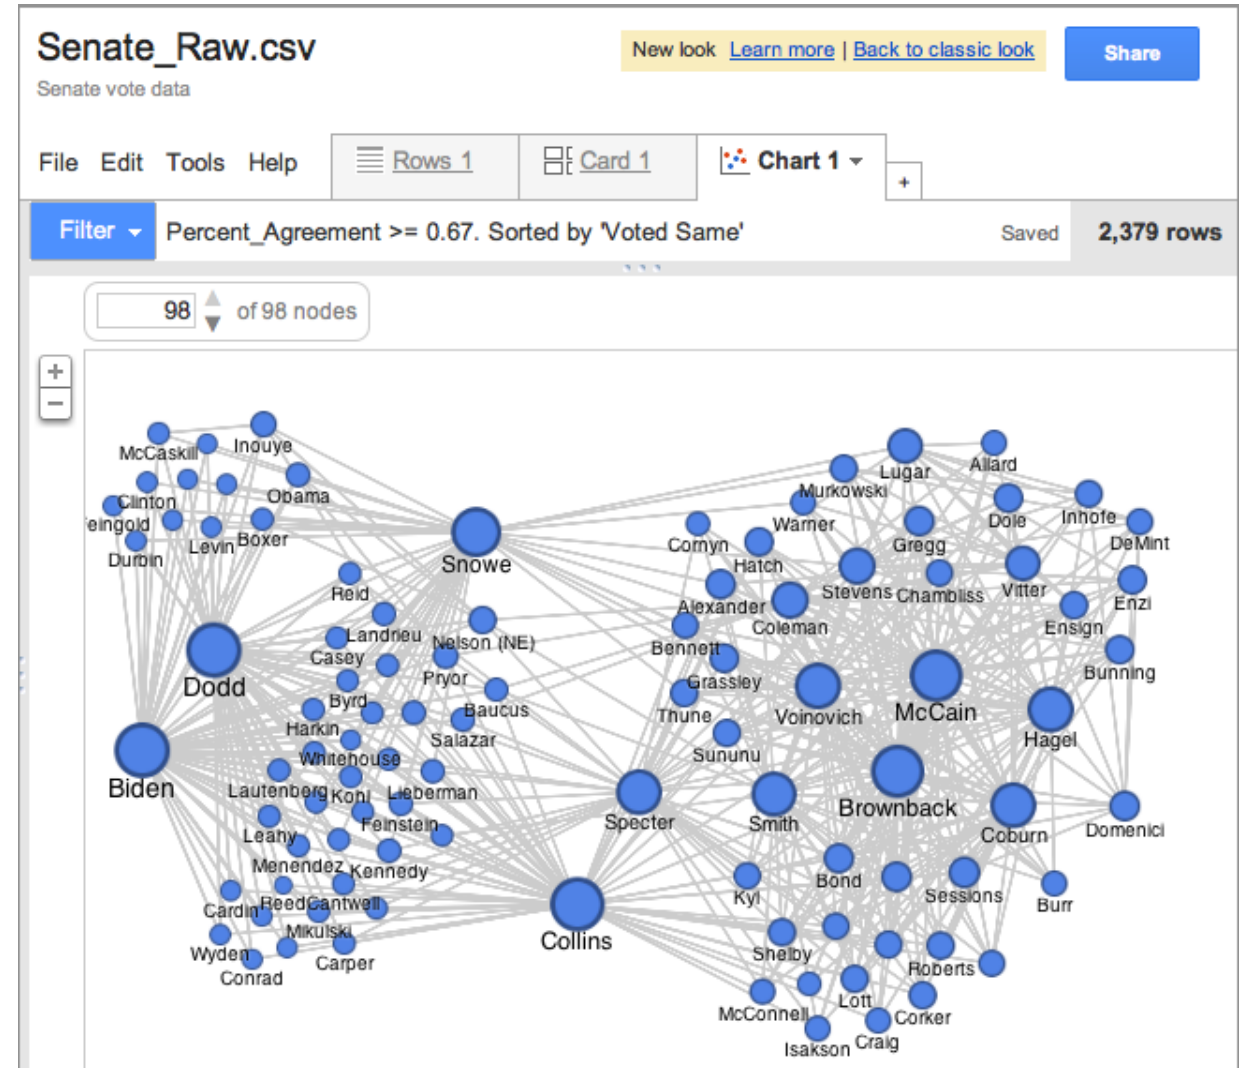 Senate_Raw.csv
New look Learn more | Back to classic look
Share
Senate vote data
File Edit Tools Help
Rows 1
Card 1
Chart 1
+
Filter
Percent_Agreement >= 0.67. Sorted by 'Voted Same'
Saved
2,379 rows
98 of 98 nodes
+
−
McCaskill
Inouye
Clinton
Obama
eingold
Durbin
Levin
Boxer
Snowe
Reid
Landrieu
Nelson (NE)
Casey
Pryor
Dodd
Byrd
Baucus
Harkin
Salazar
Whitehouse
Biden
Lautenberg
Kohl
Lieberman
Leahy
Feinstein
Menendez
Kennedy
Cardin
Reed
Cantwell
Mikulski
Wyden
Conrad
Carper
Collins
Specter
Lugar
Allard
Murkowski
Warner
Dole
Inhofe
Cornyn
Gregg
DeMint
Hatch
Stevens
Chambliss
Vitter
Enzi
Alexander
Coleman
Ensign
Bennett
Bunning
Grassley
Thune
Voinovich
McCain
Hagel
Sununu
Smith
Brownback
Coburn
Domenici
Kyl
Bond
Sessions
Burr
Shelby
Roberts
McConnell
Lott
Corker
Isakson
Craig